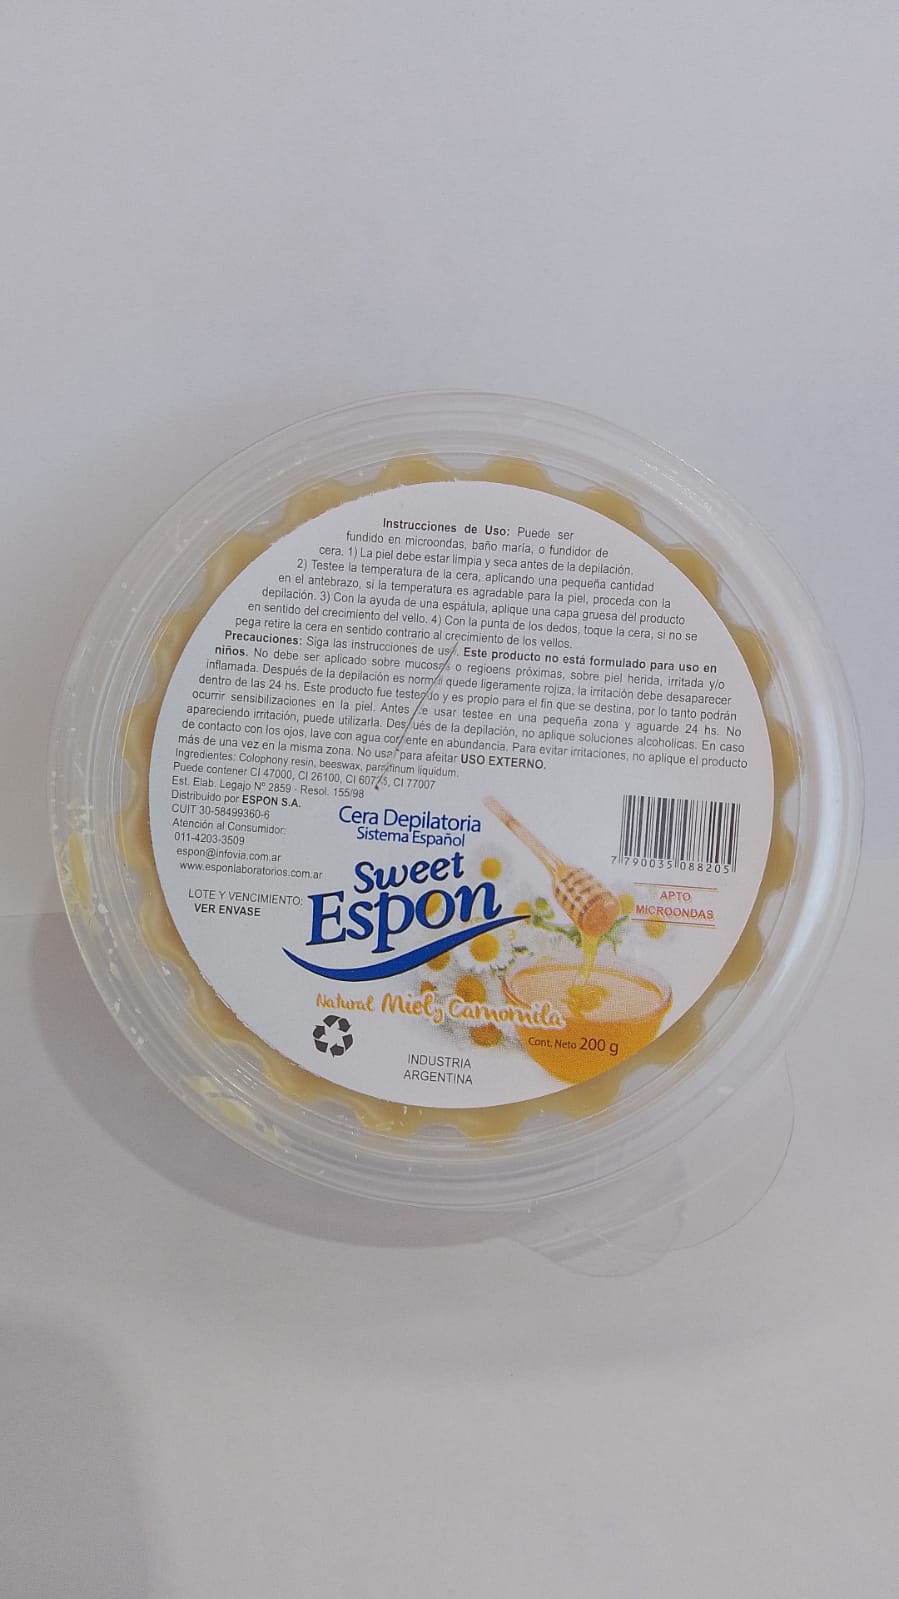 Instrucciones de Uso: Puede ser
fundido en microondas, baño maría, o fundidor de
cera. 1) La piel debe estar limpia y seca antes de la depilación.
2) Testee la temperatura de la cera, aplicando una pequeña cantidad
en el antebrazo, si la temperatura es agradable para la piel, proceda con la
depilación. 3) Con la ayuda de una espátula, aplique una capa gruesa del producto
en sentido del crecimiento del vello. 4) Con la punta de los dedos, toque la cera, si no se
pega retire la cera en sentido contrario al crecimiento de los vellos.
Precauciones: Siga las instrucciones de uso. Este producto no está formulado para uso en
niños. No debe ser aplicado sobre mucosas o regioens próximas, sobre piel herida, irritada y/o
inflamada. Después de la depilación es normal quede ligeramente rojiza, la irritación debe desaparecer
dentro de las 24 hs. Este producto fue testeado y es propio para el fin que se destina, por lo tanto podrán
ocurrir sensibilizaciones en la piel. Antes de usar testee en una pequeña zona y aguarde 24 hs. No
apareciendo irritación, puede utilizarla. Después de la depilación, no aplique soluciones alcoholicas. En caso
de contacto con los ojos, lave con agua corriente en abundancia. Para evitar irritaciones, no aplique el producto
más de una vez en la misma zona. No usar para afeitar USO EXTERNO.
Ingredientes: Colophony resin, beeswax, paraffinum liquidum.
Puede contener CI 47000, CI 26100, CI 60725, CI 77007
Est. Elab. Legajo Nº 2859 - Resol. 155/98
Distribuido por ESPON S.A.
CUIT 30-58499360-6
Atención al Consumidor:
011-4203-3509
espon@infovia.com.ar
www.esponlaboratorios.com.ar
LOTE Y VENCIMIENTO:
VER ENVASE
Cera Depilatoria
Sistema Español
Sweet
Espon
Natural Miel y Camomila
Cont. Neto 200 g
INDUSTRIA
ARGENTINA
7 790035 088205
APTO
MICROONDAS